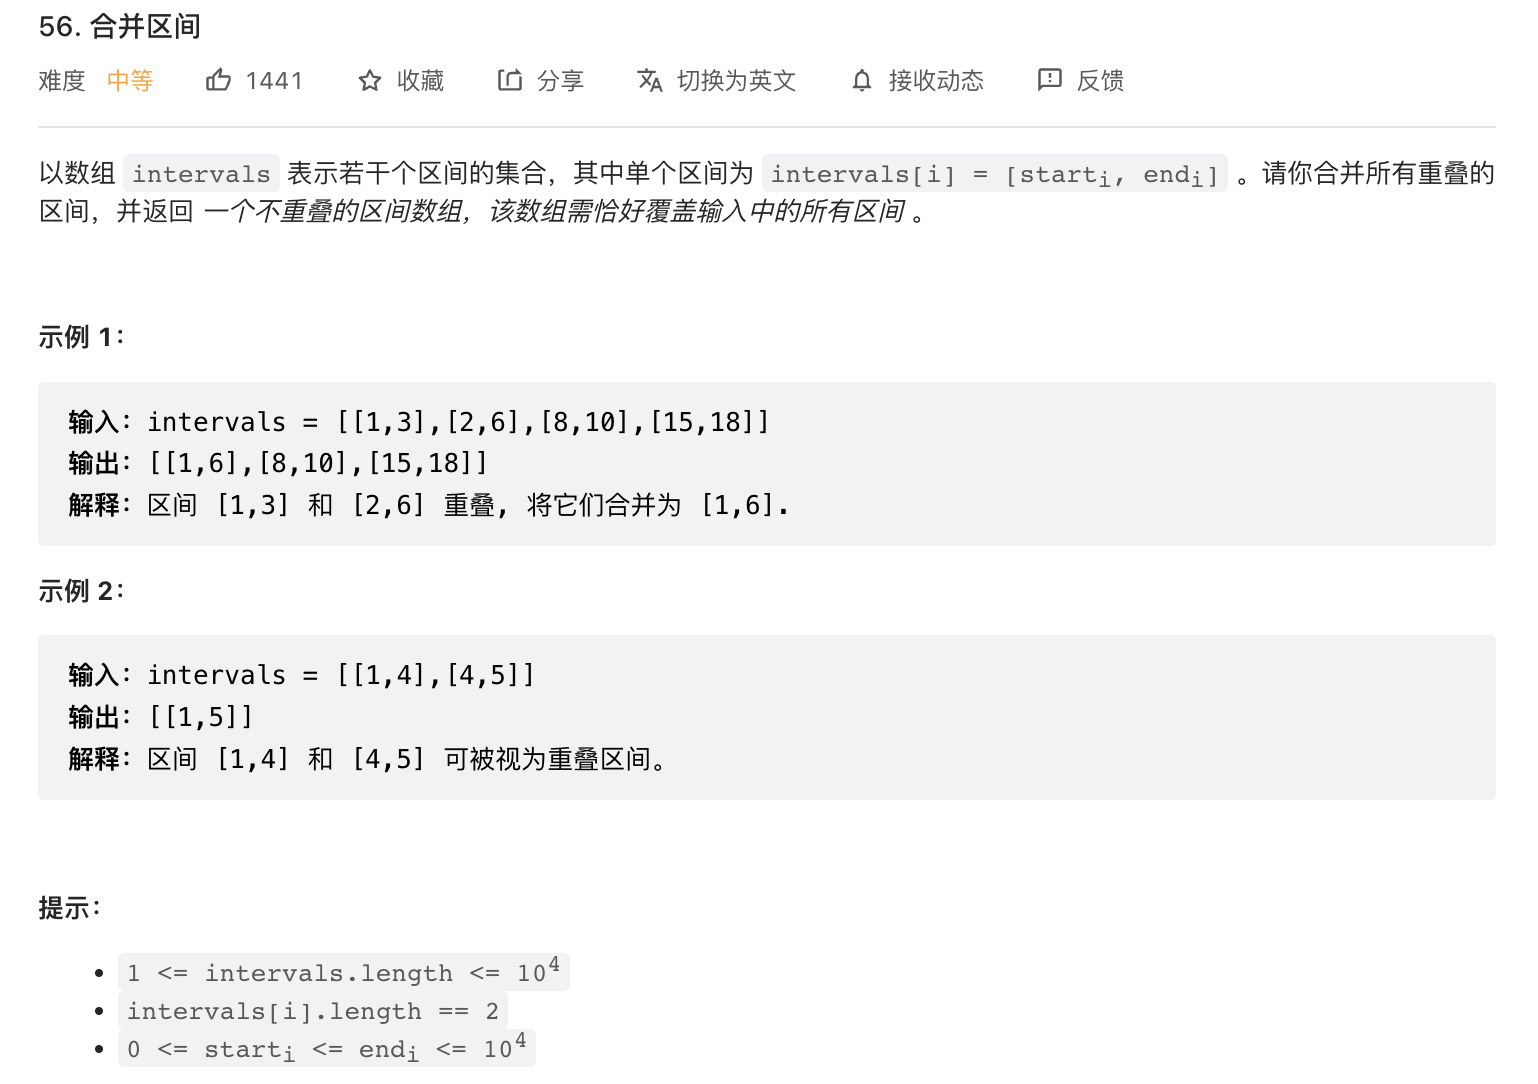 56. 合并区间
难度 中等 1441 收藏 分享 切换为英文 接收动态 反馈
以数组 intervals 表示若干个区间的集合，其中单个区间为 intervals[i] = [starti, endi] 。请你合并所有重叠的
区间，并返回 一个不重叠的区间数组，该数组需恰好覆盖输入中的所有区间 。
示例 1：
输入：intervals = [[1,3],[2,6],[8,10],[15,18]]
输出：[[1,6],[8,10],[15,18]]
解释：区间 [1,3] 和 [2,6] 重叠, 将它们合并为 [1,6].
示例 2：
输入：intervals = [[1,4],[4,5]]
输出：[[1,5]]
解释：区间 [1,4] 和 [4,5] 可被视为重叠区间。
提示：
• 1 <= intervals.length <= 10⁴
• intervals[i].length == 2
• 0 <= starti <= endi <= 10⁴